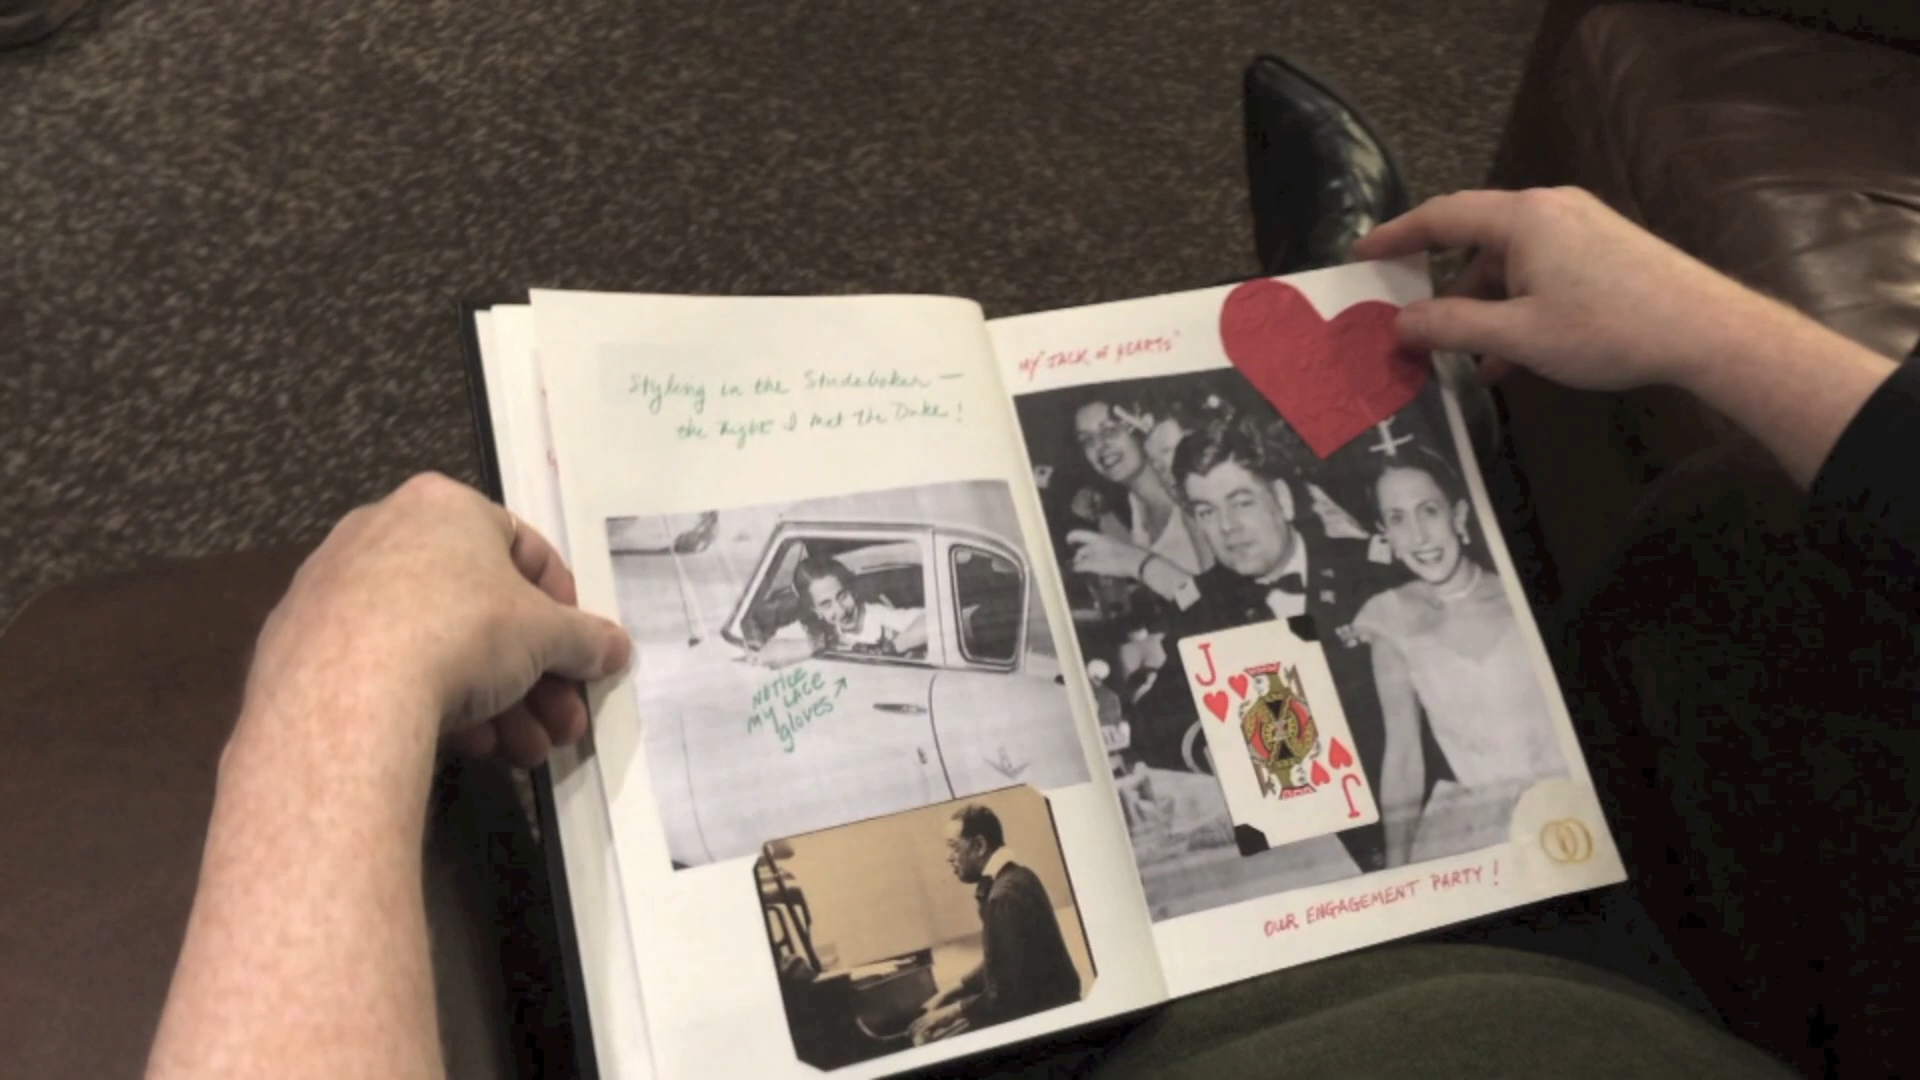 Styling in the Studebaker —
the Night I Met the Duke!
NOTICE
MY LACE
gloves
MY "JACK of HEARTS"
J
J
OUR ENGAGEMENT PARTY!